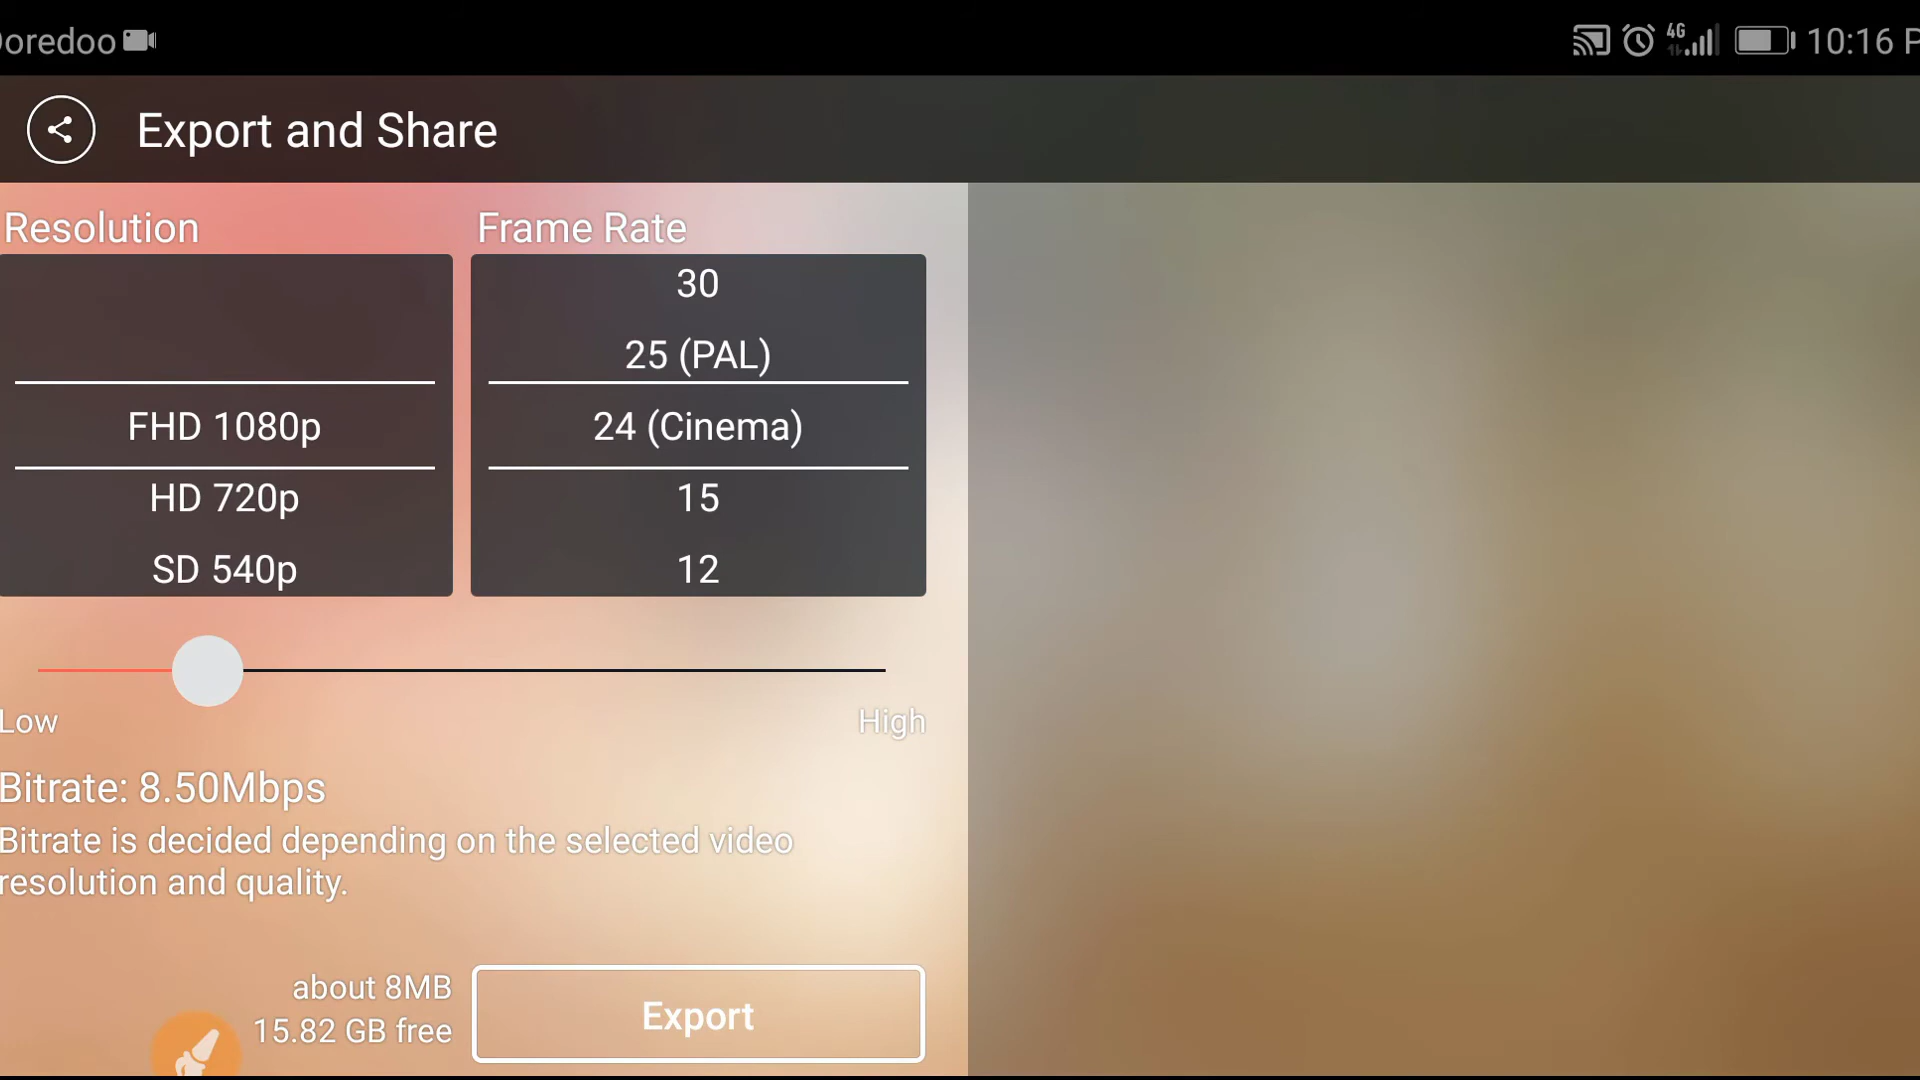 Ooredoo 4G 10:16 P
Export and Share
Resolution
Frame Rate
30
25 (PAL)
FHD 1080p
24 (Cinema)
HD 720p
15
SD 540p
12
Low
High
Bitrate: 8.50Mbps
Bitrate is decided depending on the selected video
resolution and quality.
about 8MB
15.82 GB free
Export